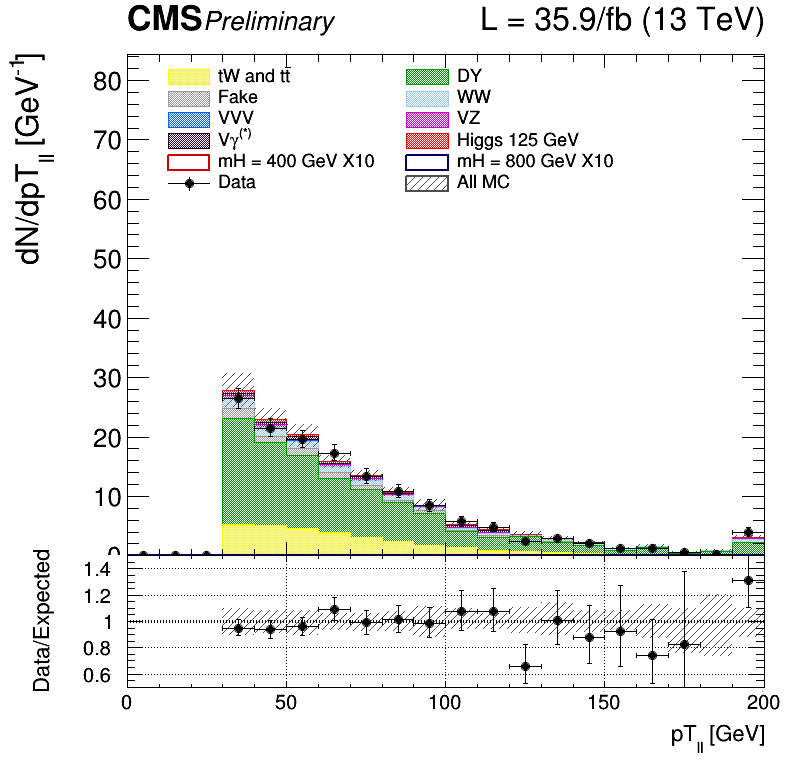 CMS Preliminary L = 35.9/fb (13 TeV)
dN/dpT_ll [GeV^-1]
80
70
60
50
40
30
20
10
0
tW and tt
DY
Fake
WW
VVV
VZ
Vγ(*)
Higgs 125 GeV
mH = 400 GeV X10
mH = 800 GeV X10
Data
All MC
Data/Expected
1.4
1.2
1
0.8
0.6
0 50 100 150 200
pT_ll [GeV]